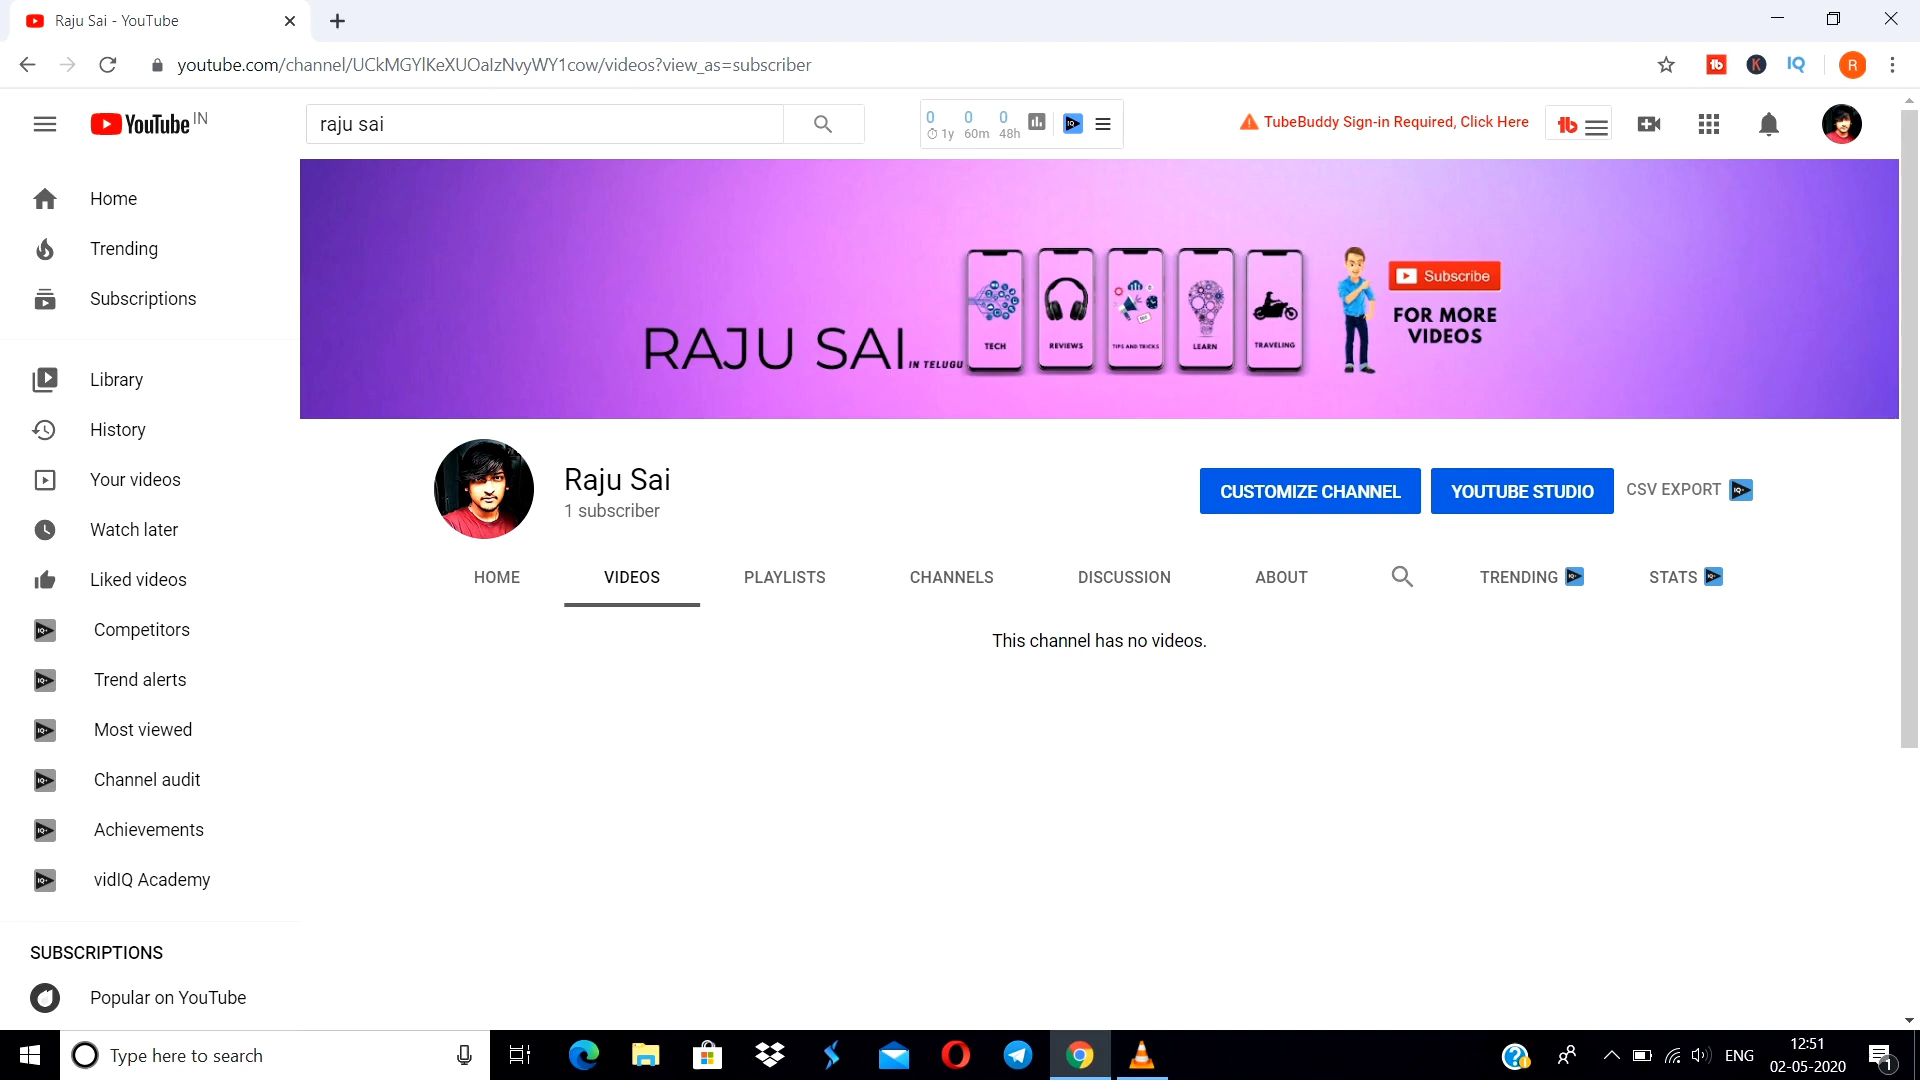 Raju Sai - YouTube
youtube.com/channel/UCkMGYlKeXUOalzNvyWY1cow/videos?view_as=subscriber
IQ
R
YouTube IN
raju sai
0 0 0
1y 60m 48h
TubeBuddy Sign-in Required, Click Here
Home
Trending
Subscriptions
Library
History
Your videos
Watch later
Liked videos
Competitors
Trend alerts
Most viewed
Channel audit
Achievements
vidIQ Academy
SUBSCRIPTIONS
Popular on YouTube
RAJU SAI IN TELUGU
TECH
REVIEWS
TIPS AND TRICKS
LEARN
TRAVELING
Subscribe
FOR MORE
VIDEOS
Raju Sai
1 subscriber
CUSTOMIZE CHANNEL
YOUTUBE STUDIO
CSV EXPORT
HOME
VIDEOS
PLAYLISTS
CHANNELS
DISCUSSION
ABOUT
TRENDING
STATS
This channel has no videos.
Type here to search
ENG
12:51
02-05-2020
1